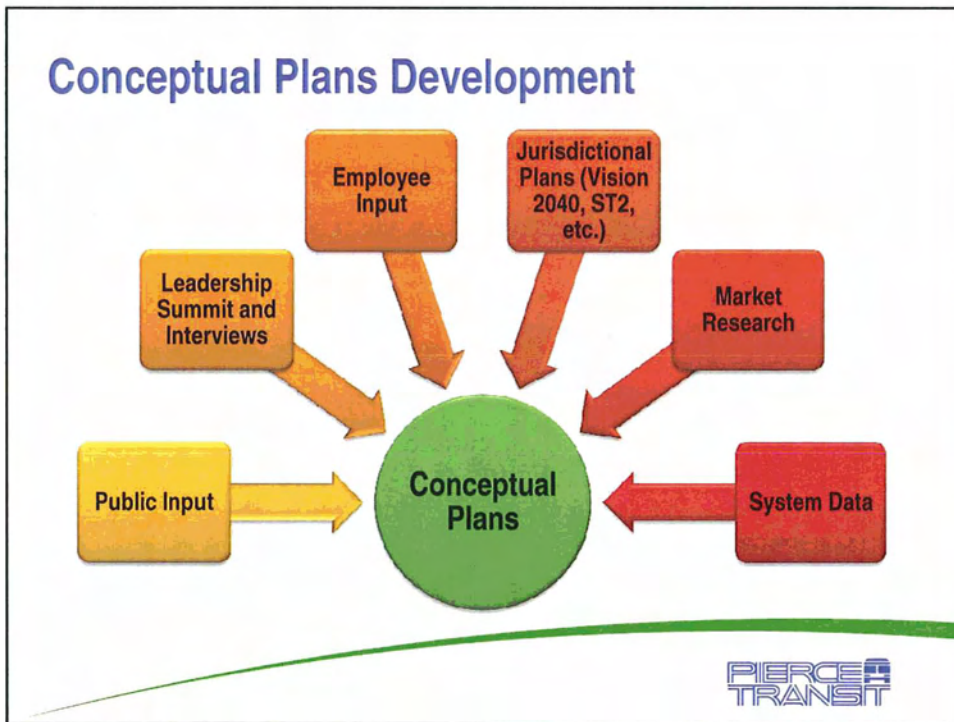 Conceptual Plans Development
Employee
Input
Jurisdictional
Plans (Vision
2040, ST2,
etc.)
Leadership
Summit and
Interviews
Market
Research
Public Input
Conceptual
Plans
System Data
PIERCE
TRANSIT